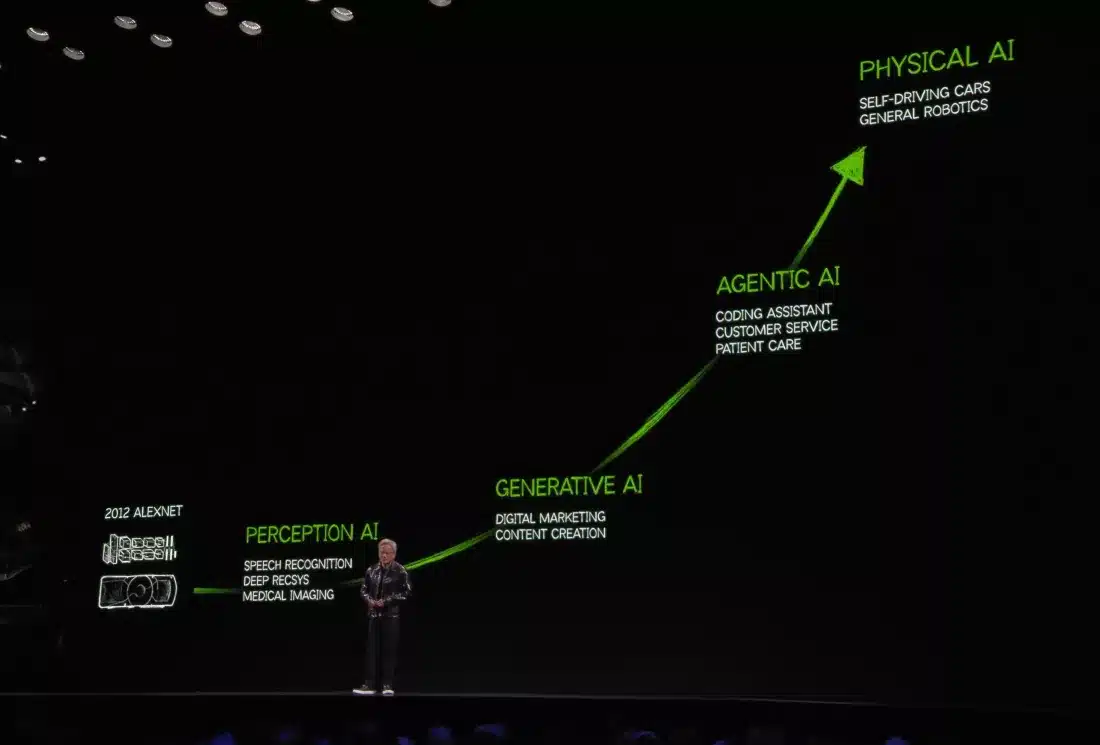 PHYSICAL AI
SELF-DRIVING CARS
GENERAL ROBOTICS
AGENTIC AI
CODING ASSISTANT
CUSTOMER SERVICE
PATIENT CARE
GENERATIVE AI
DIGITAL MARKETING
CONTENT CREATION
2012 ALEXNET
PERCEPTION AI
SPEECH RECOGNITION
DEEP RECSYS
MEDICAL IMAGING